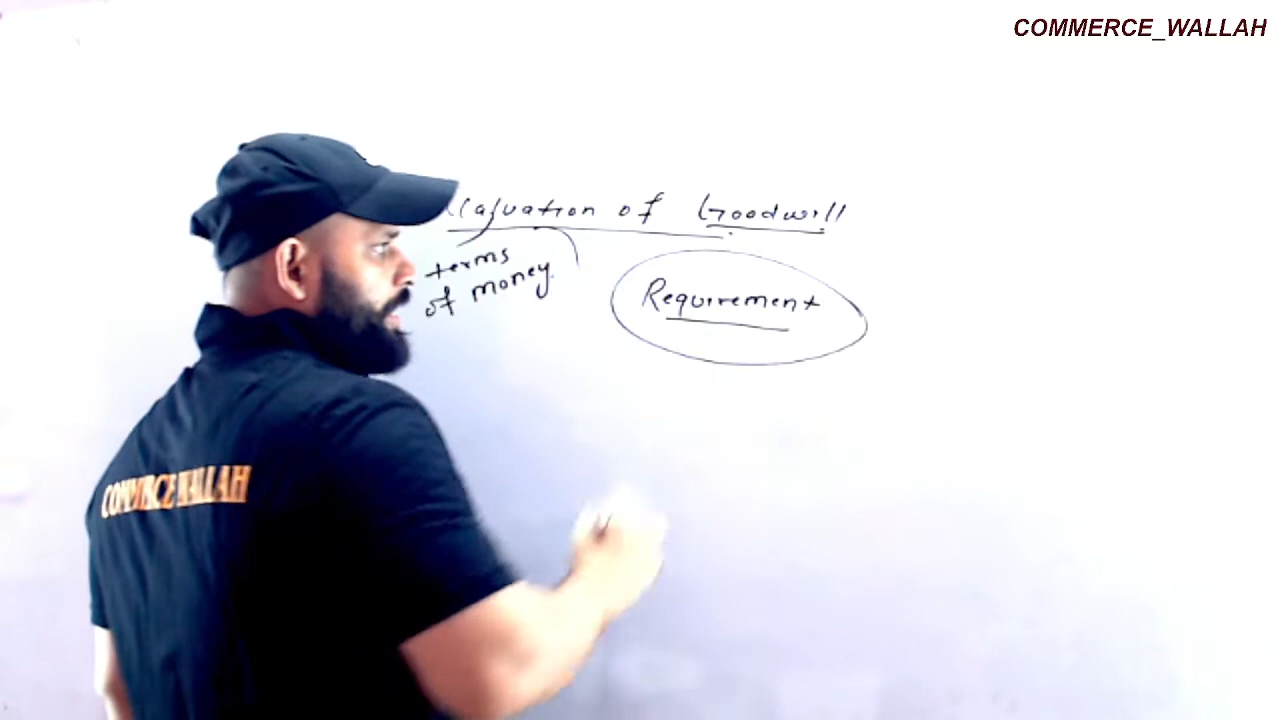 COMMERCE_WALLAH
Valuation of Goodwill
terms
of money.
Requirement
COMMERCE WALLAH